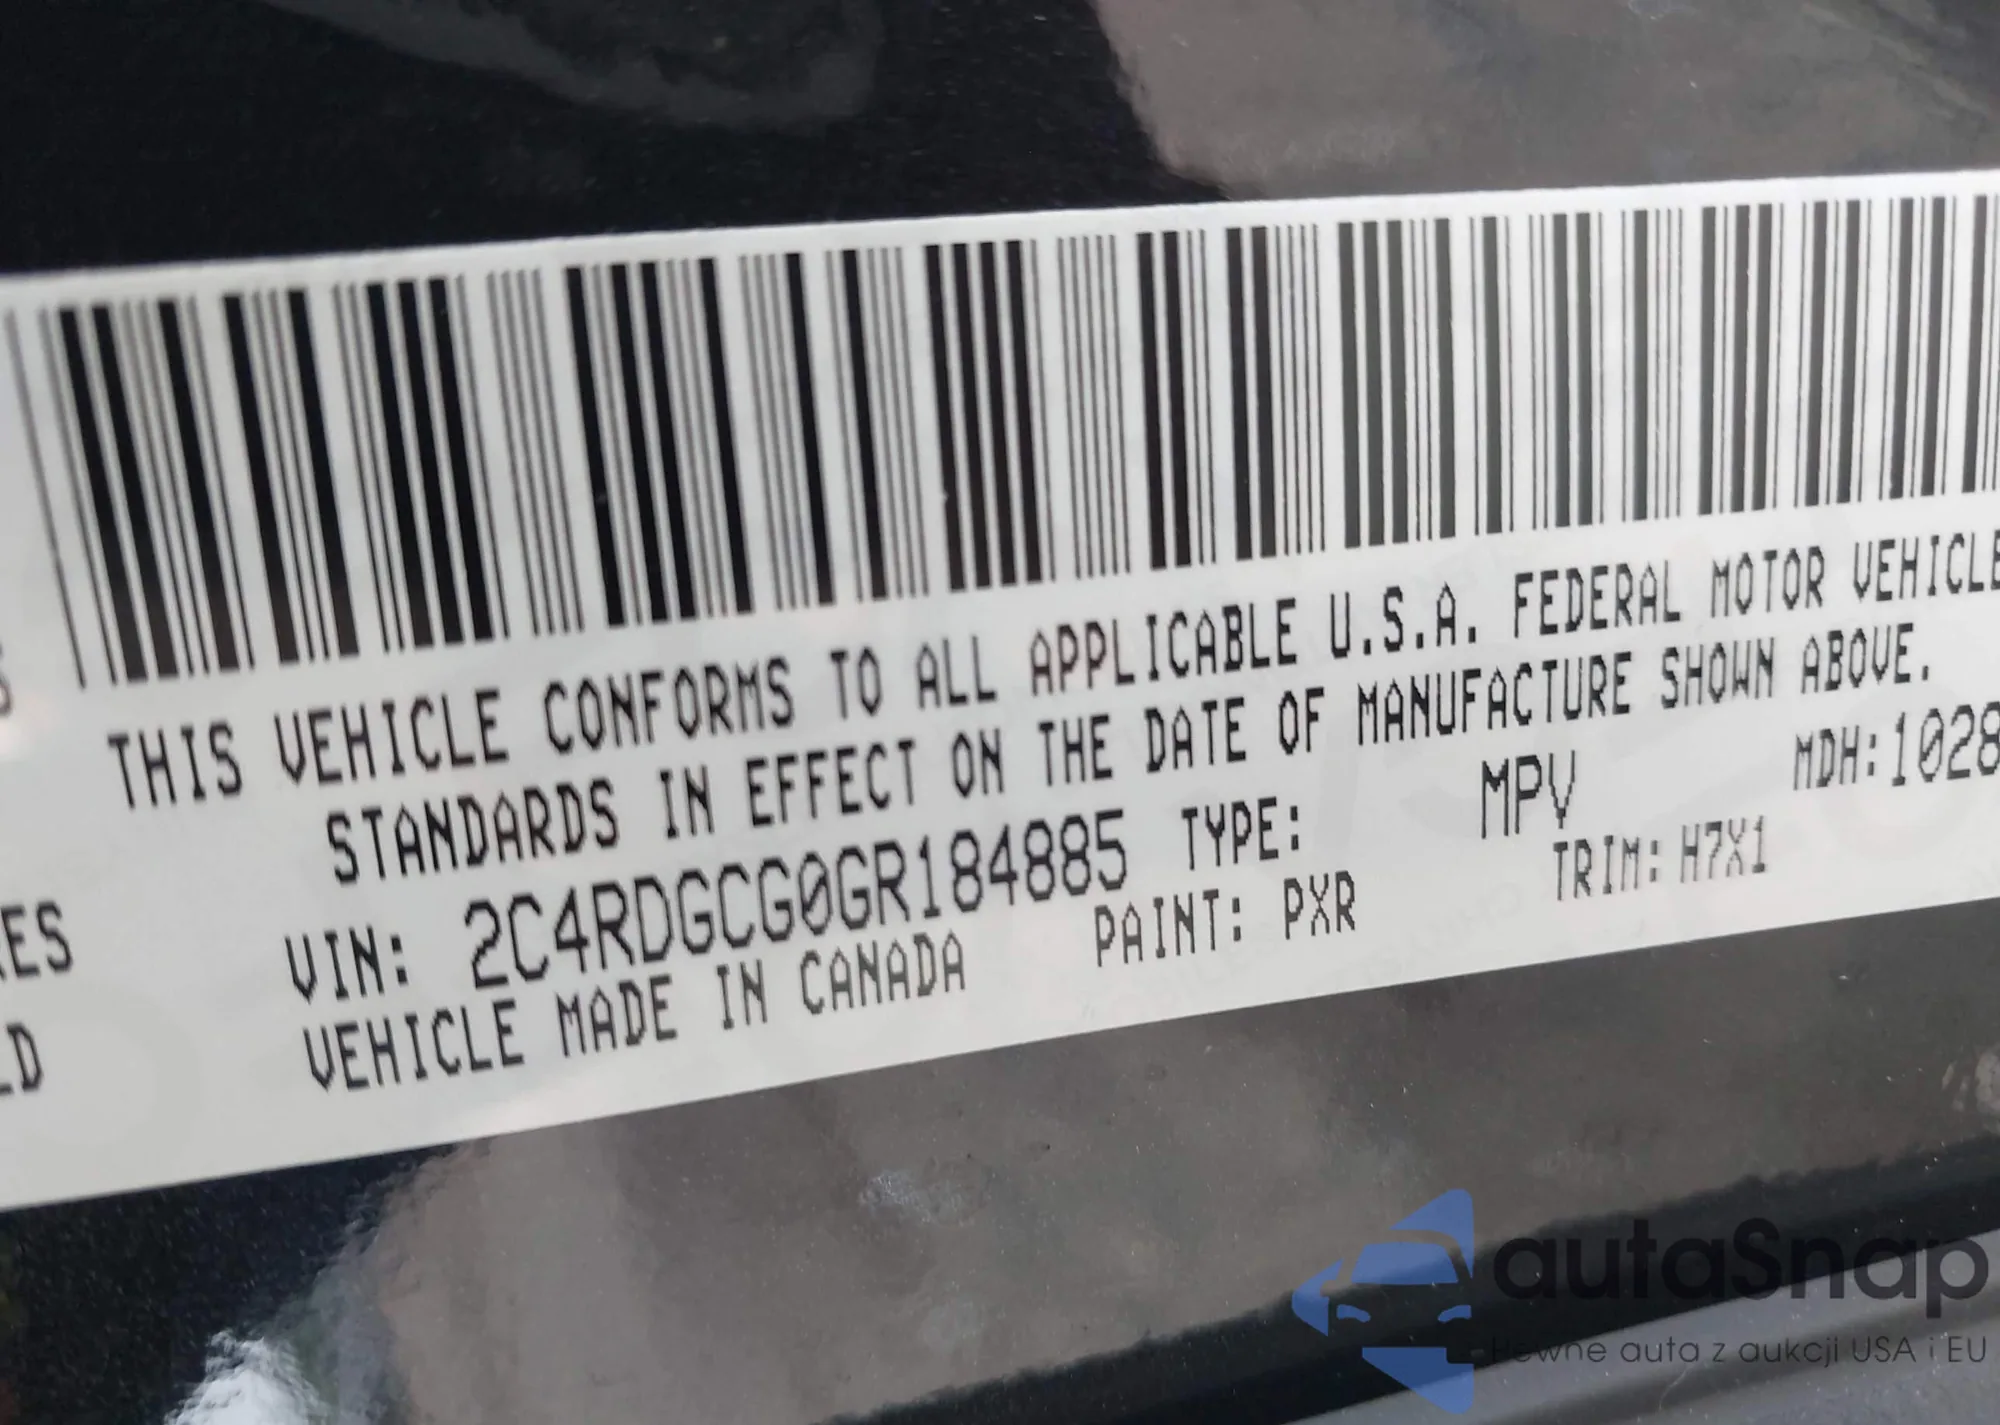 THIS VEHICLE CONFORMS TO ALL APPLICABLE U.S.A. FEDERAL MOTOR VEHICLE
STANDARDS IN EFFECT ON THE DATE OF MANUFACTURE SHOWN ABOVE.
VIN: 2C4RDGCG0GR184885 TYPE: MPV MDH:1028
VEHICLE MADE IN CANADA PAINT: PXR TRIM: H7X1
ES
LD
autaSnap
Pewne auta z aukcji USA i EU